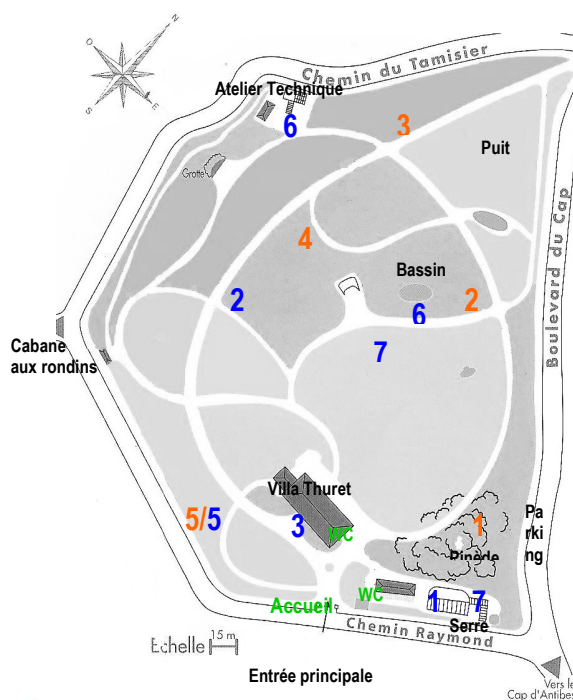 N
O
E
S
Chemin du Tamisier
Atelier Technique
6
3
Puit
Grotte
4
Bassin
2
6
2
Boulevard du Cap
7
Cabane
aux rondins
Villa Thuret
5/5
3
WC
1
Pa
rki
ng
Pinède
WC
1
7
Accueil
Serre
Chemin Raymond
Echelle 15 m
Entrée principale
Vers le
Cap d'Antibes